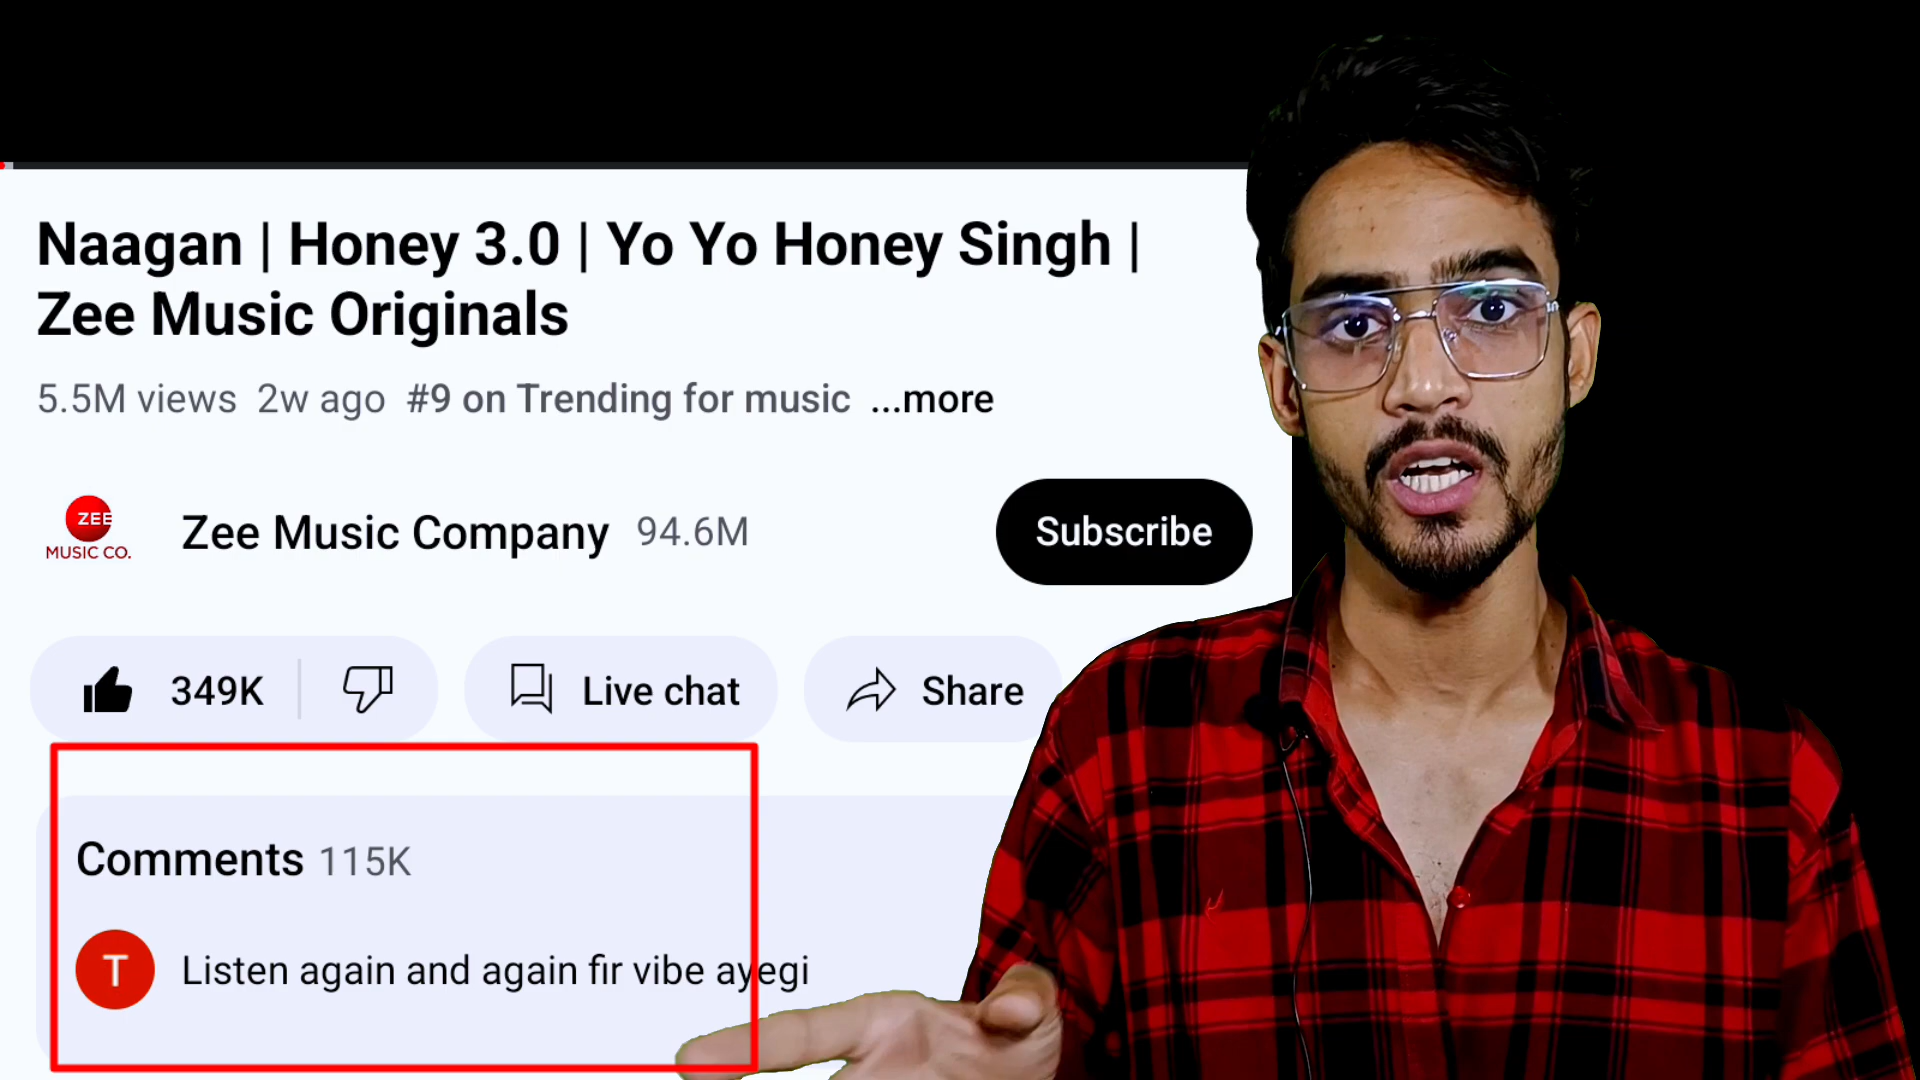 Naagan | Honey 3.0 | Yo Yo Honey Singh |
Zee Music Originals
5.5M views 2w ago #9 on Trending for music ...more
ZEE
MUSIC CO.
Zee Music Company 94.6M
Subscribe
349K
Live chat
Share
Comments 115K
T
Listen again and again fir vibe ayegi